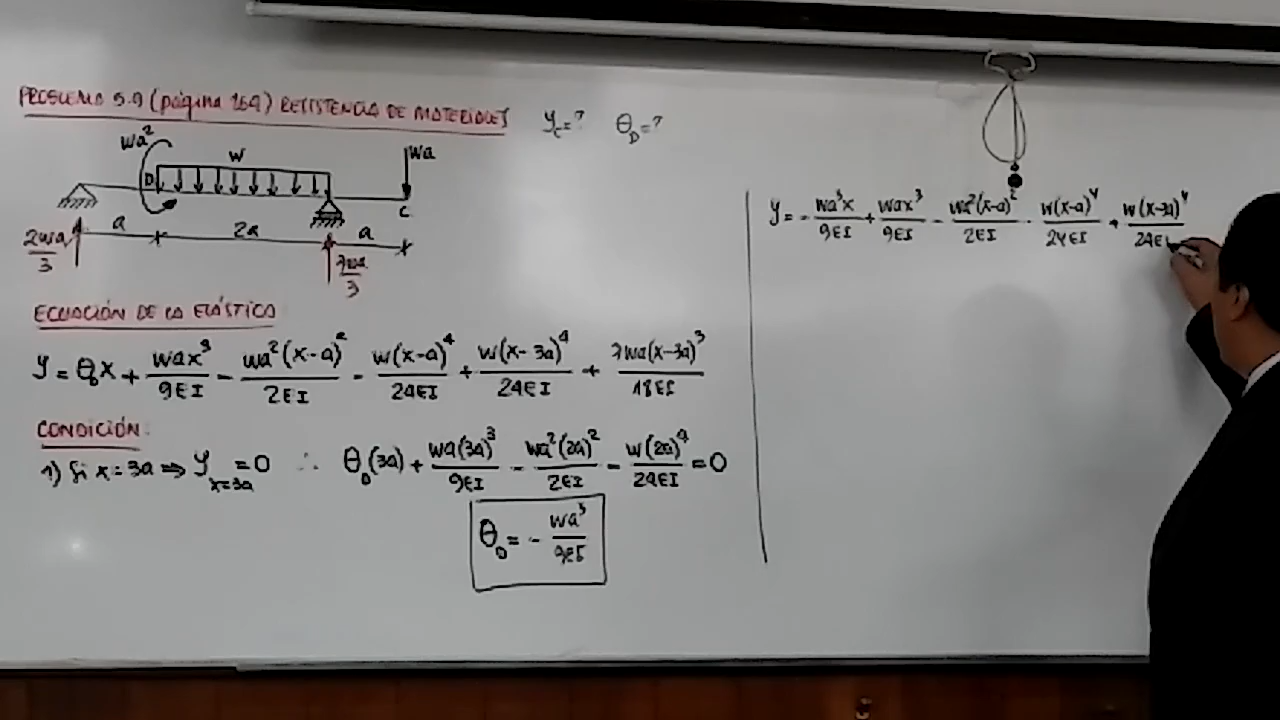 PROBLEMA 5.9 (página 169) RESISTENCIA DE MATERIALES y_C=? θ_D=?
wa²
w
wa
D
C
a 2a a
2wa/3
7wa/3
ECUACIÓN DE LA ELÁSTICA
y = θ₀x + wax³/9EI - wa²(x-a)²/2EI - w(x-a)⁴/24EI + w(x-3a)⁴/24EI + 7wa(x-3a)³/18EI
CONDICIÓN:
1) Si x=3a ⇒ y_{x=3a} = 0 ∴ θ₀(3a) + wa(3a)³/9EI - wa²(2a)²/2EI - w(2a)⁴/24EI = 0
θ₀ = - wa³/9EI
y = - wa³x/9EI + wax³/9EI - wa²(x-a)²/2EI - w(x-a)⁴/24EI + w(x-3a)⁴/24EI